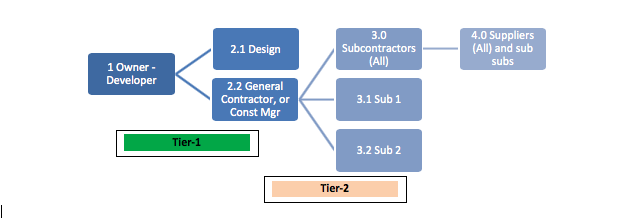 1 Owner -
Developer
2.1 Design
2.2 General
Contractor, or
Const Mgr
3.0
Subcontractors
(All)
3.1 Sub 1
3.2 Sub 2
4.0 Suppliers
(All) and sub
subs
Tier-1
Tier-2